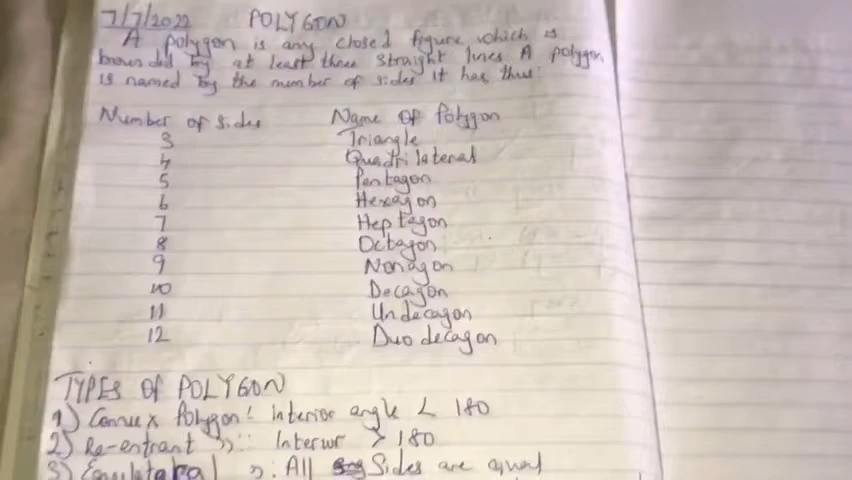 7/7/2022 POLYGON
A polygon is any closed figure which is
bounded by at least three straight lines A polygon
is named by the number of sides it has thus:
Number of sides Name Of Polygon
3 Triangle
4 Quadrilateral
5 Pentagon
6 Hexagon
7 Heptagon
8 Octagon
9 Nonagon
10 Decagon
11 Undecagon
12 Duo decagon
TYPES OF POLYGON
1) Convex Polygon: interior angle < 180
2) Re-entrant ,, :: Interior > 180
3) Equilateral ,, : All Sides are equal